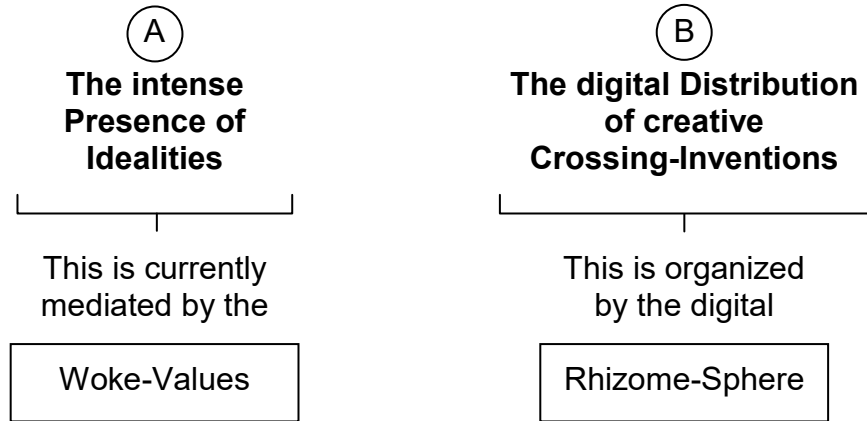 A
The intense
Presence of
Idealities
This is currently
mediated by the
Woke-Values
B
The digital Distribution
of creative
Crossing-Inventions
This is organized
by the digital
Rhizome-Sphere